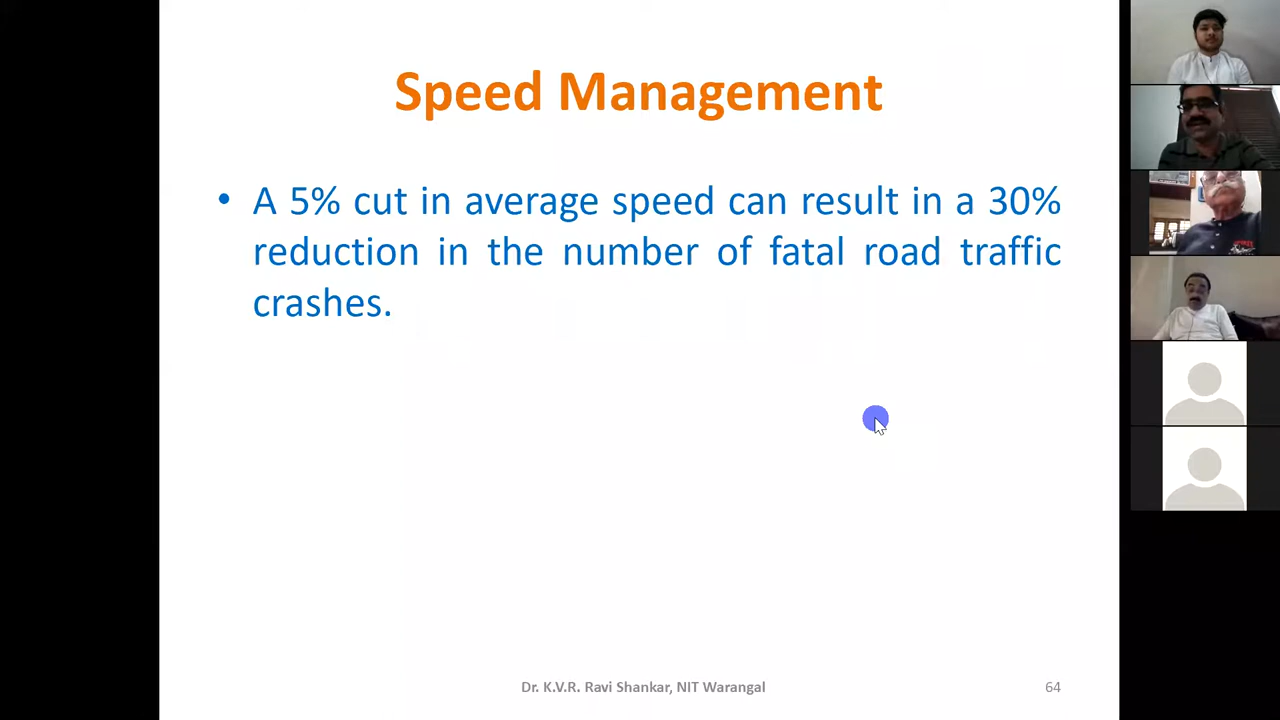 Speed Management
• A 5% cut in average speed can result in a 30%
reduction in the number of fatal road traffic
crashes.
Dr. K.V.R. Ravi Shankar, NIT Warangal
64